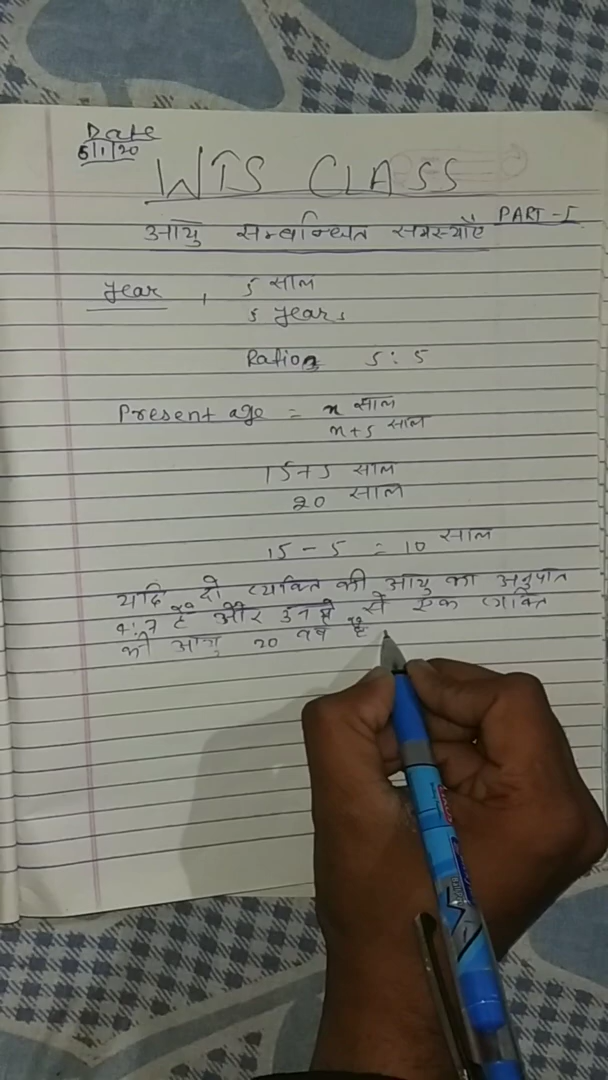 Date
5/1/20
WTS CLASS
आयु सम्बन्धित समस्याएँ PART-I
Year , 5 साल
5 years
Ration 5:5
Present age = n साल
n+5 साल
15+5 साल
20 साल
15-5 = 10 साल
यदि दो व्यक्ति की आयु का अनुपात
4:7 है और उनमें से एक व्यक्ति
की आयु 20 वर्ष है